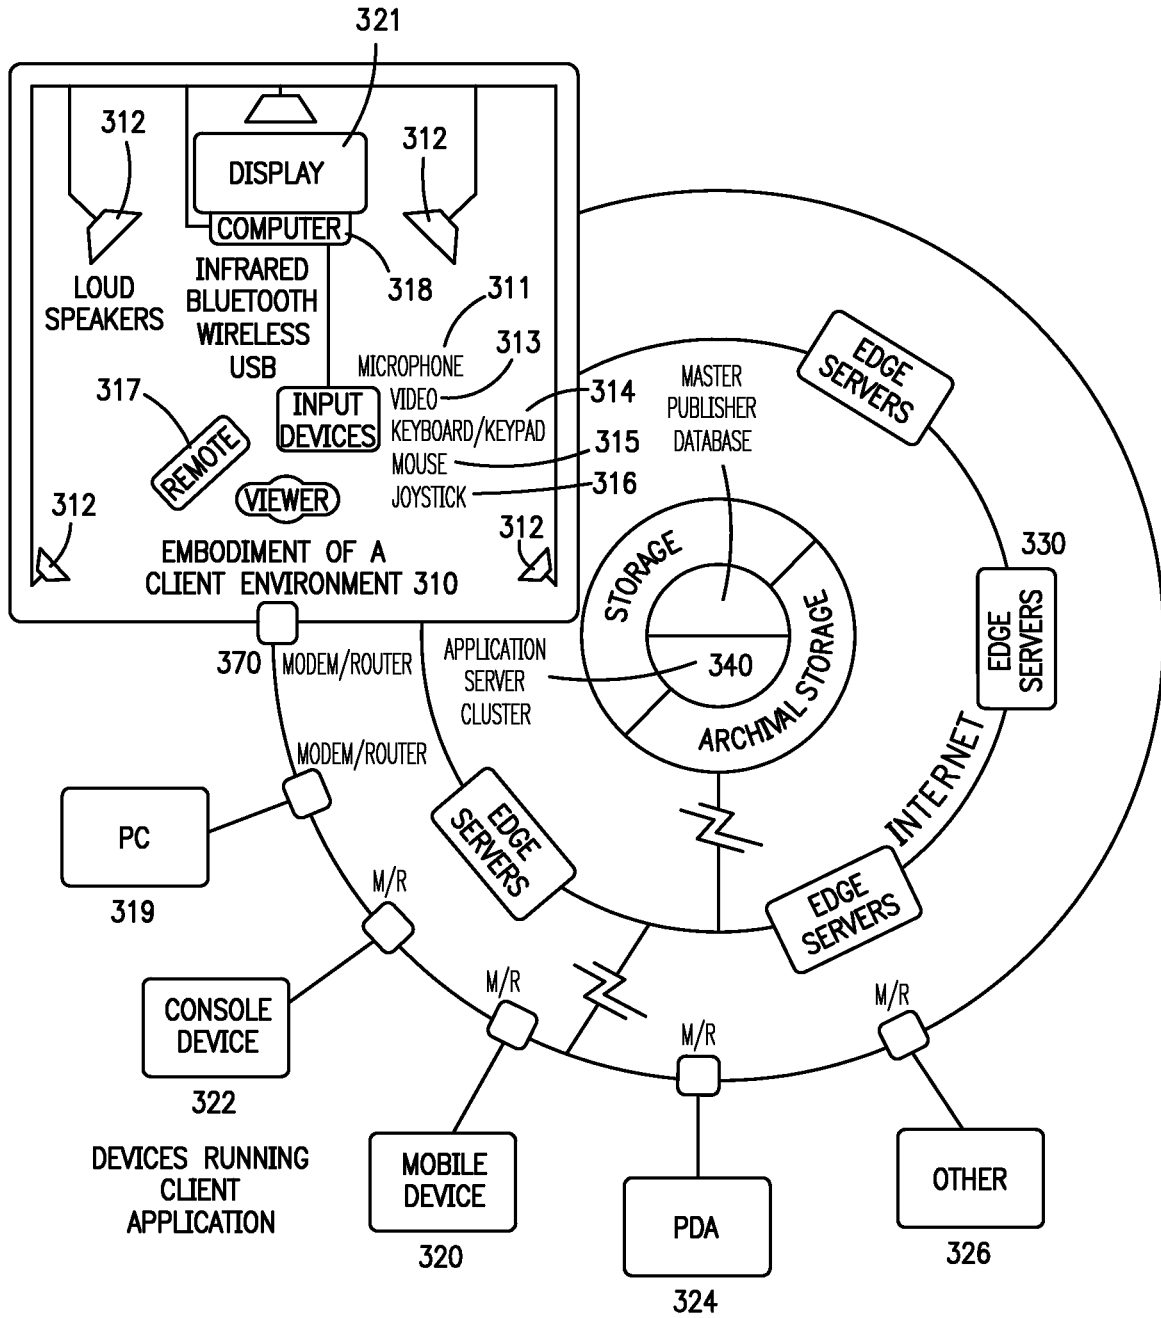 321
312
312
DISPLAY
COMPUTER
318
LOUD
SPEAKERS
INFRARED
BLUETOOTH
WIRELESS
USB
311
MICROPHONE
313
VIDEO
314
KEYBOARD/KEYPAD
315
MOUSE
316
JOYSTICK
317
REMOTE
INPUT
DEVICES
VIEWER
312
312
EMBODIMENT OF A
CLIENT ENVIRONMENT 310
MASTER
PUBLISHER
DATABASE
EDGE
SERVERS
330
EDGE
SERVERS
STORAGE
340
ARCHIVAL STORAGE
APPLICATION
SERVER
CLUSTER
370
MODEM/ROUTER
MODEM/ROUTER
INTERNET
EDGE
SERVERS
EDGE
SERVERS
PC
319
M/R
CONSOLE
DEVICE
322
M/R
M/R
M/R
DEVICES RUNNING
CLIENT
APPLICATION
MOBILE
DEVICE
320
PDA
324
OTHER
326